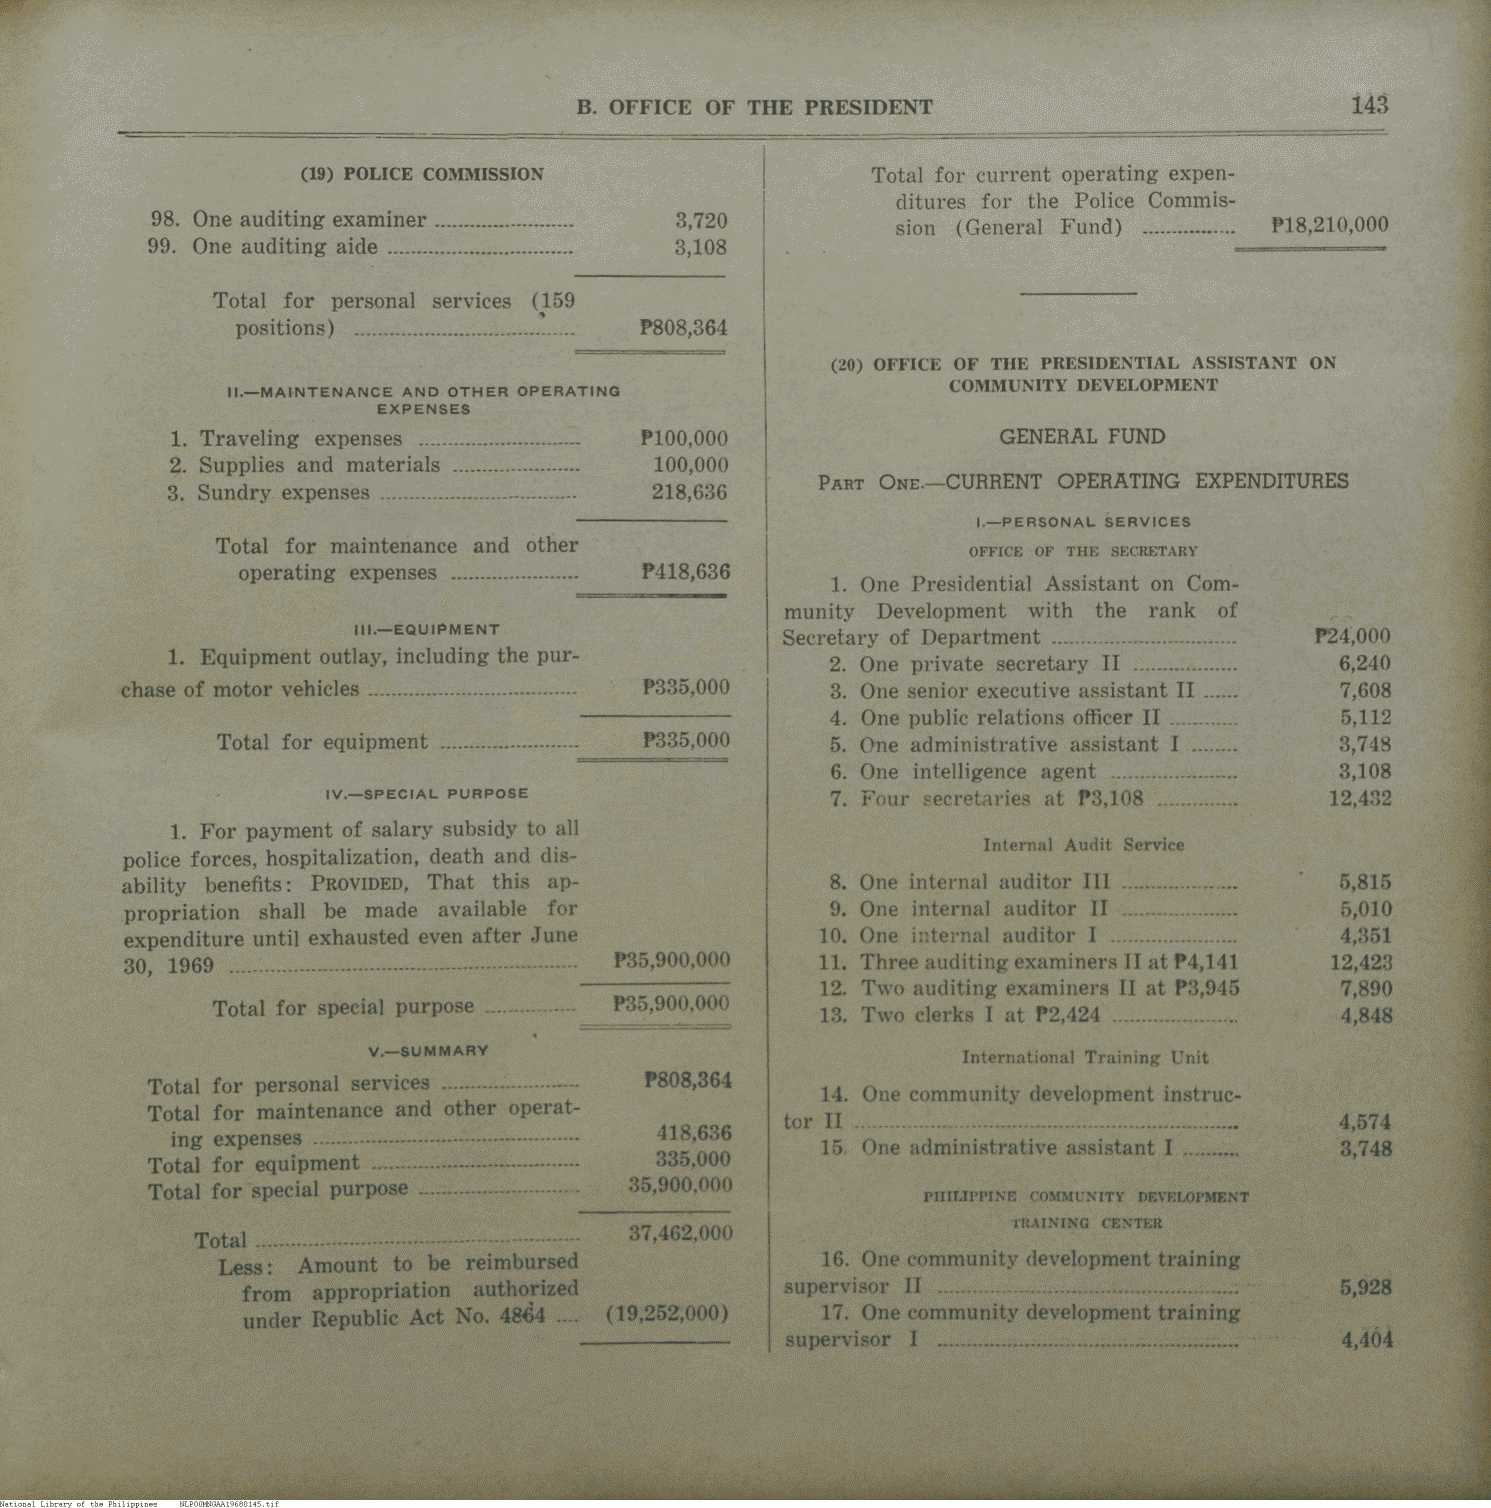 B. OFFICE OF THE PRESIDENT 143
(19) POLICE COMMISSION
98. One auditing examiner ........................ 3,720
99. One auditing aide ................................ 3,108
Total for personal services (159
positions) ...................................... ₱808,364
II.—MAINTENANCE AND OTHER OPERATING
EXPENSES
1. Traveling expenses ............................ ₱100,000
2. Supplies and materials ...................... 100,000
3. Sundry expenses .................................. 218,636
Total for maintenance and other
operating expenses ...................... ₱418,636
III.—EQUIPMENT
1. Equipment outlay, including the pur-
chase of motor vehicles .................................... ₱335,000
Total for equipment ........................ ₱335,000
IV.—SPECIAL PURPOSE
1. For payment of salary subsidy to all
police forces, hospitalization, death and dis-
ability benefits: PROVIDED, That this ap-
propriation shall be made available for
expenditure until exhausted even after June
30, 1969 ............................................................ ₱35,900,000
Total for special purpose ................ ₱35,900,000
V.—SUMMARY
Total for personal services ........................ ₱808,364
Total for maintenance and other operat-
ing expenses .............................................. 418,636
Total for equipment .................................... 335,000
Total for special purpose ............................ 35,900,000
Total ........................................................ 37,462,000
Less: Amount to be reimbursed
from appropriation authorized
under Republic Act No. 4864 .... (19,252,000)
Total for current operating expen-
ditures for the Police Commis-
sion (General Fund) ................ ₱18,210,000
(20) OFFICE OF THE PRESIDENTIAL ASSISTANT ON
COMMUNITY DEVELOPMENT
GENERAL FUND
PART ONE.—CURRENT OPERATING EXPENDITURES
I.—PERSONAL SERVICES
OFFICE OF THE SECRETARY
1. One Presidential Assistant on Com-
munity Development with the rank of
Secretary of Department ................................ ₱24,000
2. One private secretary II .................. 6,240
3. One senior executive assistant II ...... 7,608
4. One public relations officer II ............ 5,112
5. One administrative assistant I ........ 3,748
6. One intelligence agent ...................... 3,108
7. Four secretaries at ₱3,108 .............. 12,432
Internal Audit Service
8. One internal auditor III .................... 5,815
9. One internal auditor II .................... 5,010
10. One internal auditor I ...................... 4,351
11. Three auditing examiners II at ₱4,141 12,423
12. Two auditing examiners II at ₱3,945 7,890
13. Two clerks I at ₱2,424 ...................... 4,848
International Training Unit
14. One community development instruc-
tor II .................................................................. 4,574
15. One administrative assistant I .......... 3,748
PHILIPPINE COMMUNITY DEVELOPMENT
TRAINING CENTER
16. One community development training
supervisor II .................................................... 5,928
17. One community development training
supervisor I .................................................... 4,404
National Library of the Philippines NLP00MNGAA19680145.tif